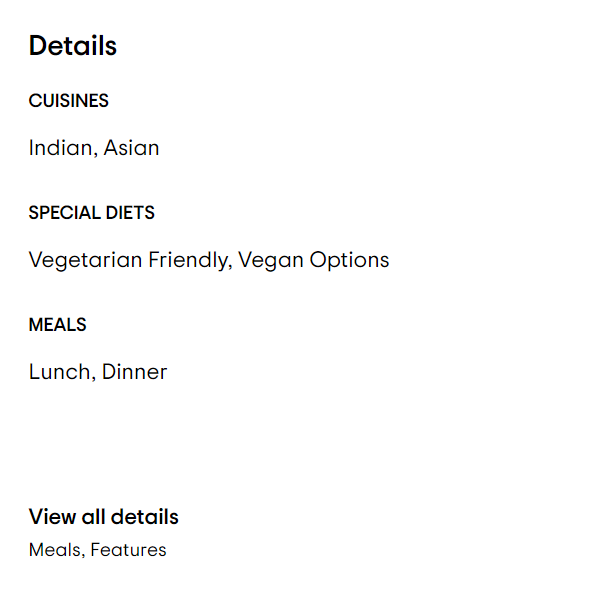 Details
CUISINES
Indian, Asian
SPECIAL DIETS
Vegetarian Friendly, Vegan Options
MEALS
Lunch, Dinner
View all details
Meals, Features